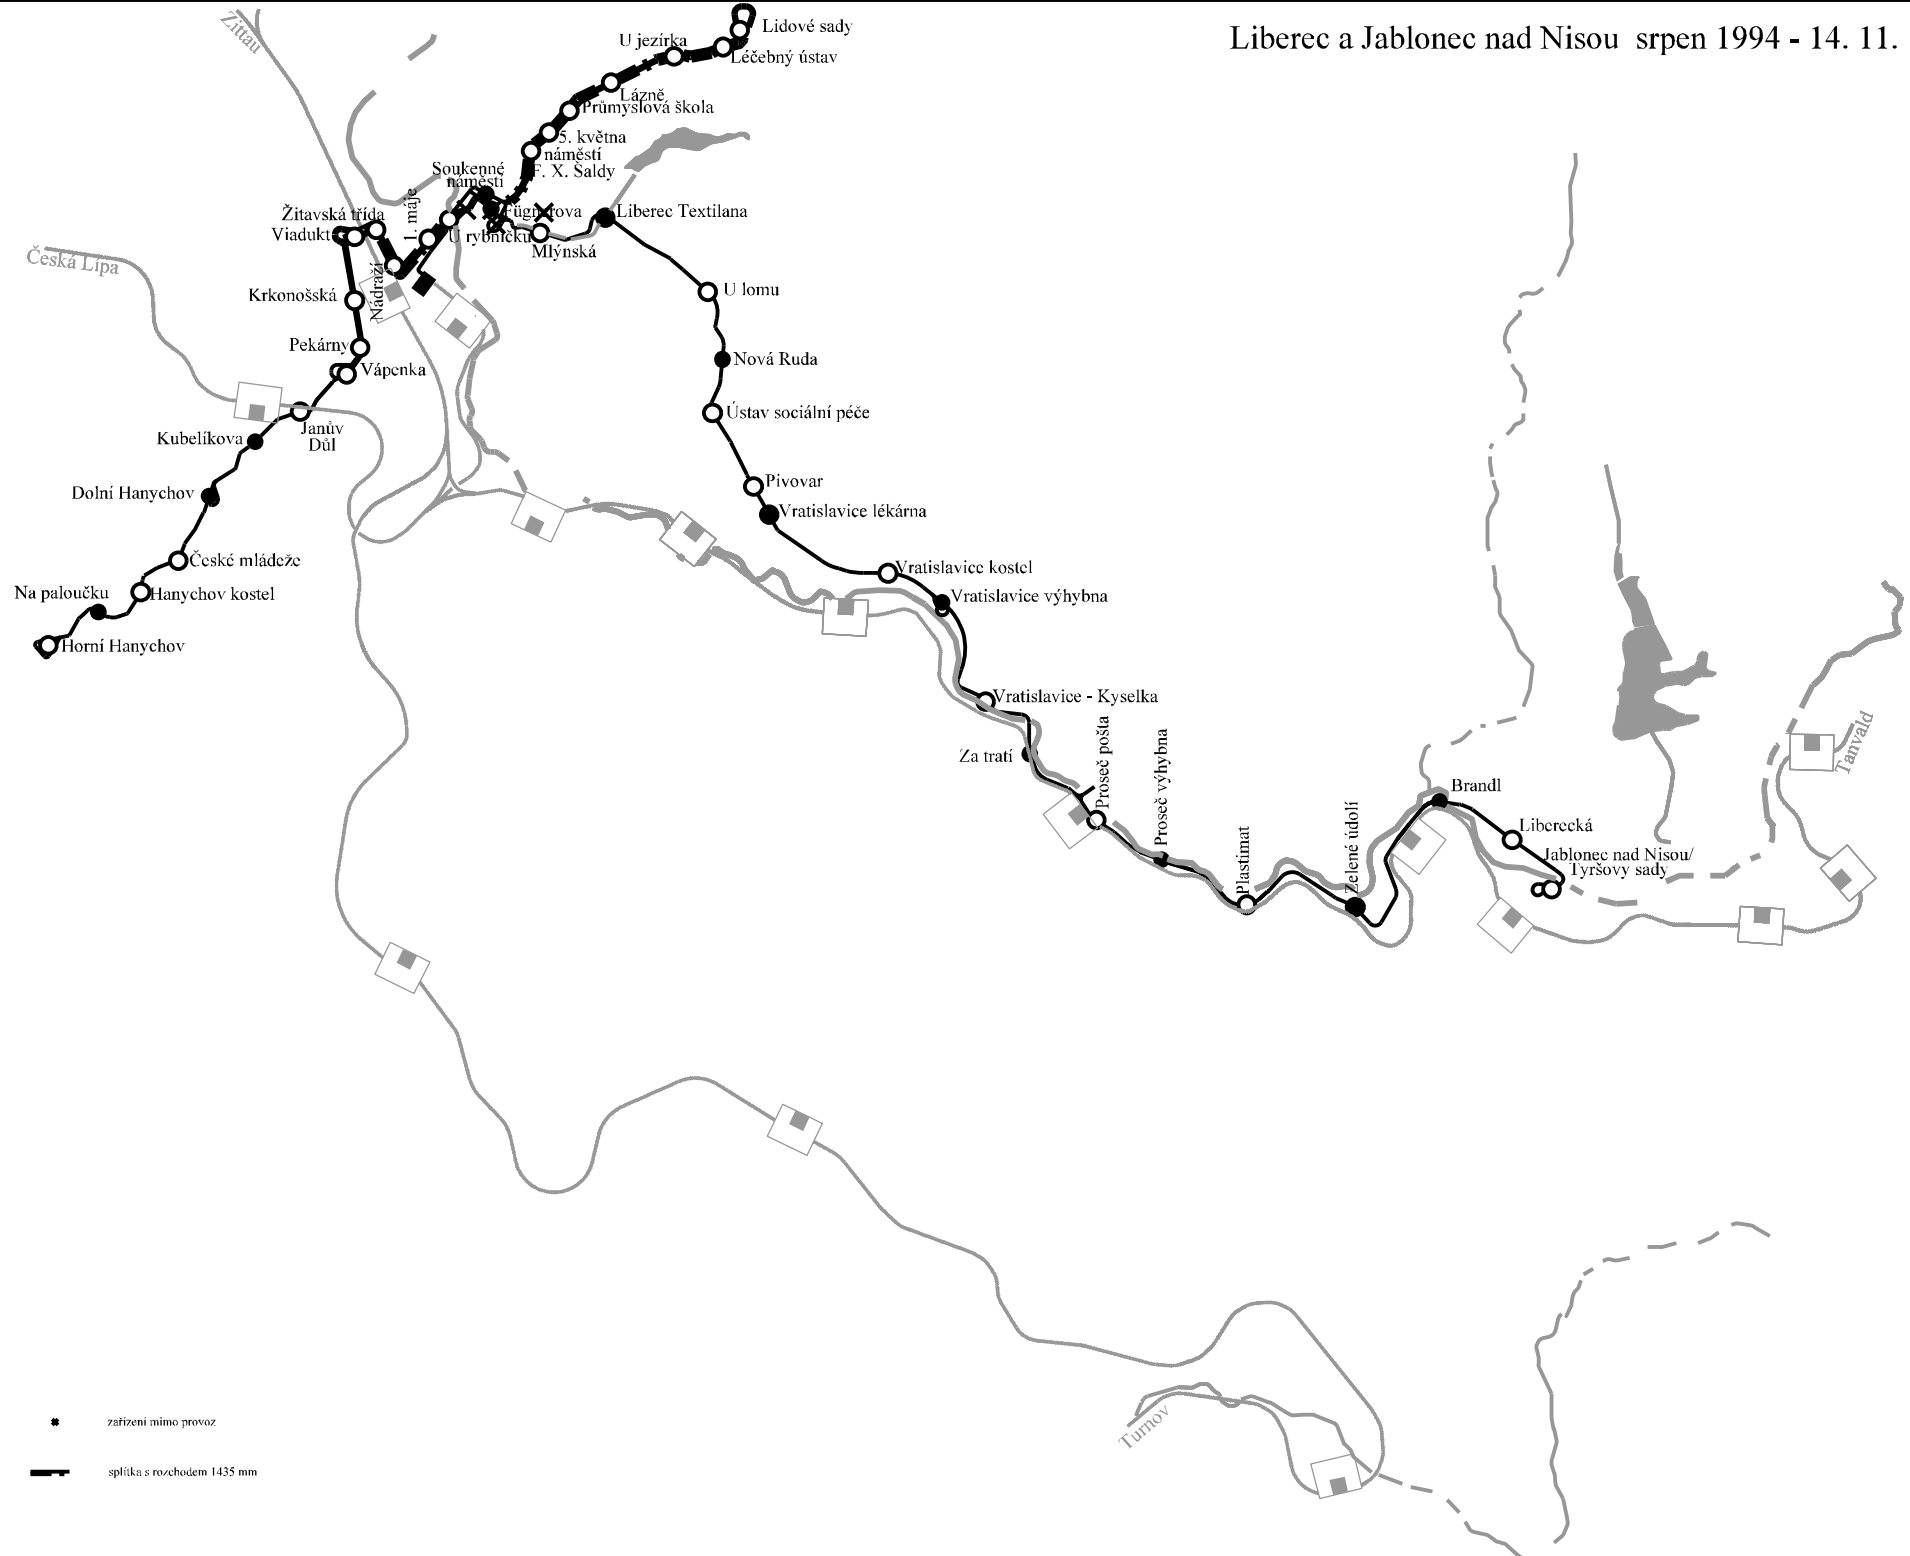 Liberec a Jablonec nad Nisou srpen 1994 - 14. 11.
Zittau
Lidové sady
U jezírka
Léčebný ústav
Lázně
Průmyslová škola
5. května
náměstí
F. X. Šaldy
Soukenné
náměstí
Žitavská třída
1. máje
Fügnerova
Liberec Textilana
Viadukt
U rybníčku
Mlýnská
Česká Lípa
Nádraží
Krkonošská
U lomu
Pekárny
Nová Ruda
Vápenka
Ústav sociální péče
Janův
Důl
Kubelíkova
Pivovar
Dolní Hanychov
Vratislavice lékárna
České mládeže
Vratislavice kostel
Na paloučku
Hanychov kostel
Vratislavice výhybna
Horní Hanychov
Vratislavice - Kyselka
Za tratí
Proseč pošta
Proseč výhybna
Tanvald
Brandl
Plastimat
Zelené údolí
Liberecká
Jablonec nad Nisou/
Tyršovy sady
Turnov
zařízení mimo provoz
splítka s rozchodem 1435 mm